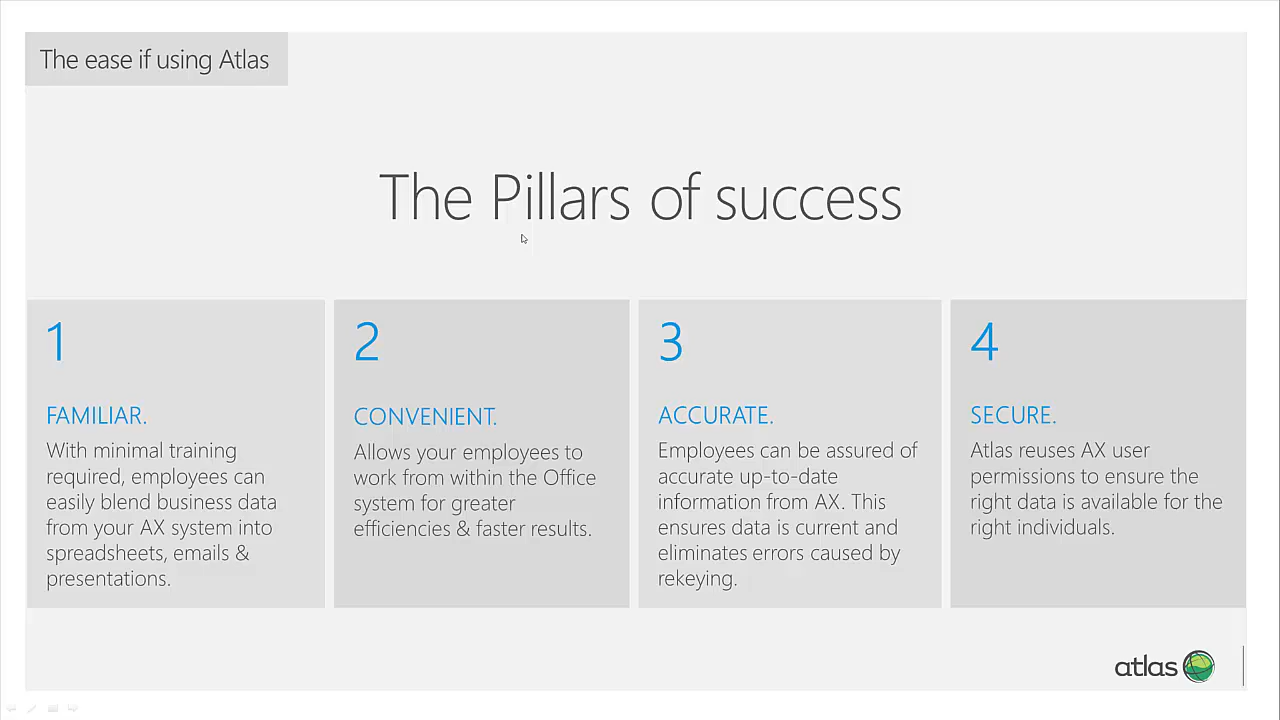 The ease if using Atlas
The Pillars of success
1
FAMILIAR.
With minimal training
required, employees can
easily blend business data
from your AX system into
spreadsheets, emails &
presentations.
2
CONVENIENT.
Allows your employees to
work from within the Office
system for greater
efficiencies & faster results.
3
ACCURATE.
Employees can be assured of
accurate up-to-date
information from AX. This
ensures data is current and
eliminates errors caused by
rekeying.
4
SECURE.
Atlas reuses AX user
permissions to ensure the
right data is available for the
right individuals.
atlas